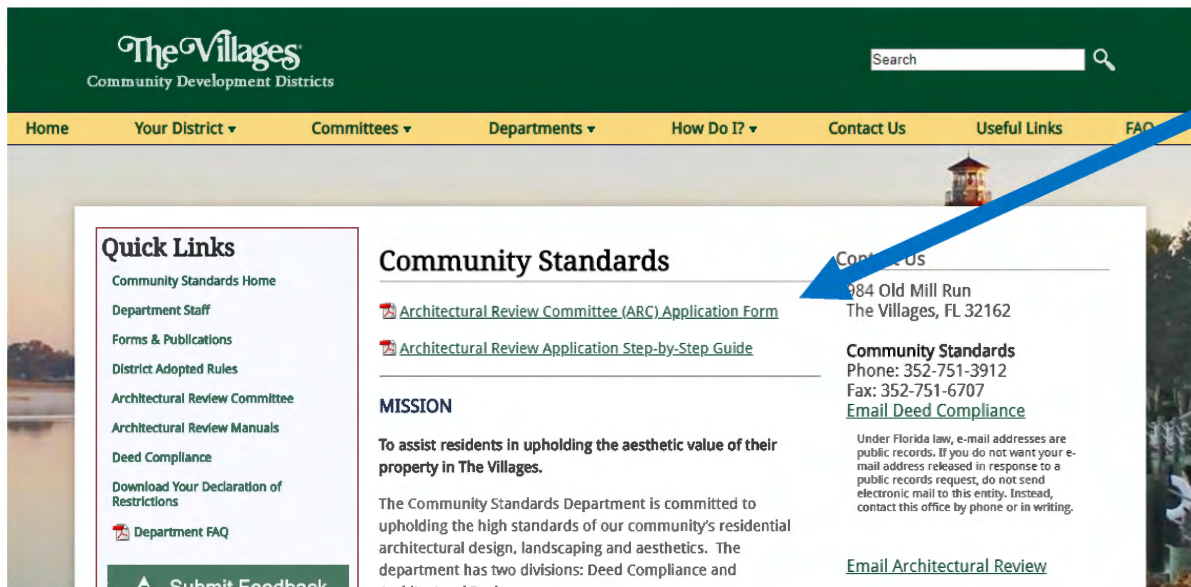 The Villages
Community Development Districts
Search
Home
Your District
Committees
Departments
How Do I?
Contact Us
Useful Links
FAQ
Quick Links
Community Standards Home
Department Staff
Forms & Publications
District Adopted Rules
Architectural Review Committee
Architectural Review Manuals
Deed Compliance
Download Your Declaration of
Restrictions
Department FAQ
Submit Feedback
Community Standards
Architectural Review Committee (ARC) Application Form
Architectural Review Application Step-by-Step Guide
MISSION
To assist residents in upholding the aesthetic value of their
property in The Villages.
The Community Standards Department is committed to
upholding the high standards of our community's residential
architectural design, landscaping and aesthetics. The
department has two divisions: Deed Compliance and
Contact Us
984 Old Mill Run
The Villages, FL 32162
Community Standards
Phone: 352-751-3912
Fax: 352-751-6707
Email Deed Compliance
Under Florida law, e-mail addresses are
public records. If you do not want your e-
mail address released in response to a
public records request, do not send
electronic mail to this entity. Instead,
contact this office by phone or in writing.
Email Architectural Review